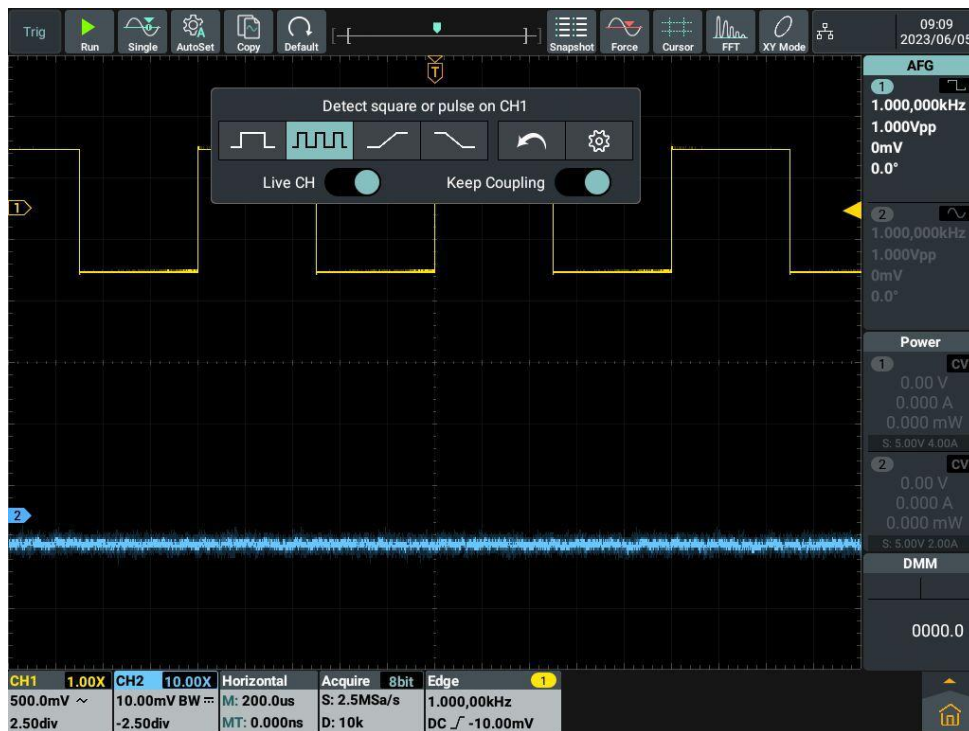 Trig
Run
Single
AutoSet
Copy
Default
Snapshot
Force
Cursor
FFT
XY Mode
09:09
2023/06/05
T
Detect square or pulse on CH1
Live CH
Keep Coupling
1
2
AFG
1
1.000,000kHz
1.000Vpp
0mV
0.0°
2
1.000,000kHz
1.000Vpp
0mV
0.0°
Power
1 CV
0.00 V
0.000 A
0.000 mW
S: 5.00V 4.00A
2 CV
0.00 V
0.000 A
0.000 mW
S: 5.00V 2.00A
DMM
0000.0
CH1 1.00X
500.0mV ~
2.50div
CH2 10.00X
10.00mV BW
-2.50div
Horizontal
M: 200.0us
MT: 0.000ns
Acquire 8bit
S: 2.5MSa/s
D: 10k
Edge 1
1.000,00kHz
DC -10.00mV